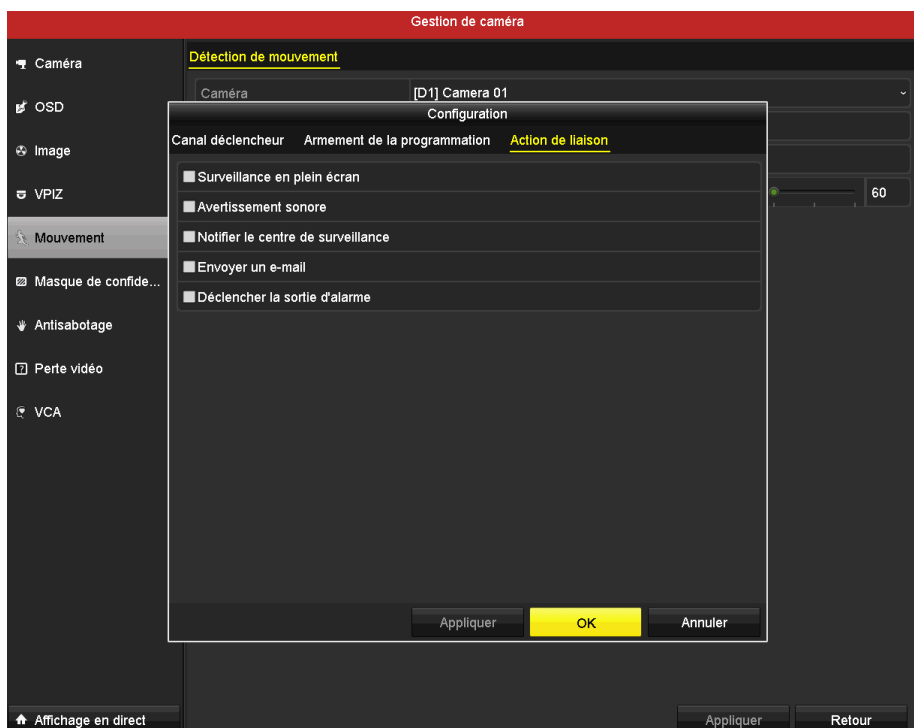 Gestion de caméra
Caméra
OSD
Image
VPIZ
Mouvement
Masque de confide...
Antisabotage
Perte vidéo
VCA
Affichage en direct
Détection de mouvement
Caméra [D1] Camera 01
60
Configuration
Canal déclencheur Armement de la programmation Action de liaison
Surveillance en plein écran
Avertissement sonore
Notifier le centre de surveillance
Envoyer un e-mail
Déclencher la sortie d'alarme
Appliquer OK Annuler
Appliquer Retour